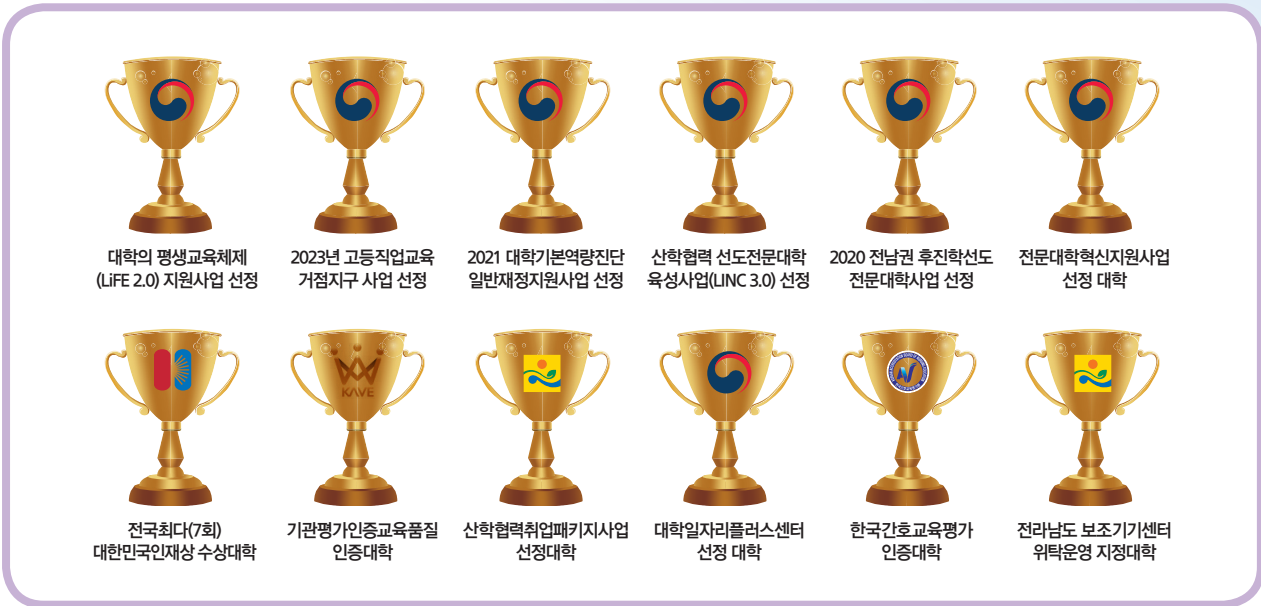 대학의 평생교육체제
(LiFE 2.0) 지원사업 선정
2023년 고등직업교육
거점지구 사업 선정
2021 대학기본역량진단
일반재정지원사업 선정
산학협력 선도전문대학
육성사업(LINC 3.0) 선정
2020 전남권 후진학선도
전문대학사업 선정
전문대학혁신지원사업
선정 대학
KAVE
전국최다(7회)
대한민국인재상 수상대학
기관평가인증교육품질
인증대학
산학협력취업패키지사업
선정대학
대학일자리플러스센터
선정 대학
한국간호교육평가
인증대학
전라남도 보조기기센터
위탁운영 지정대학